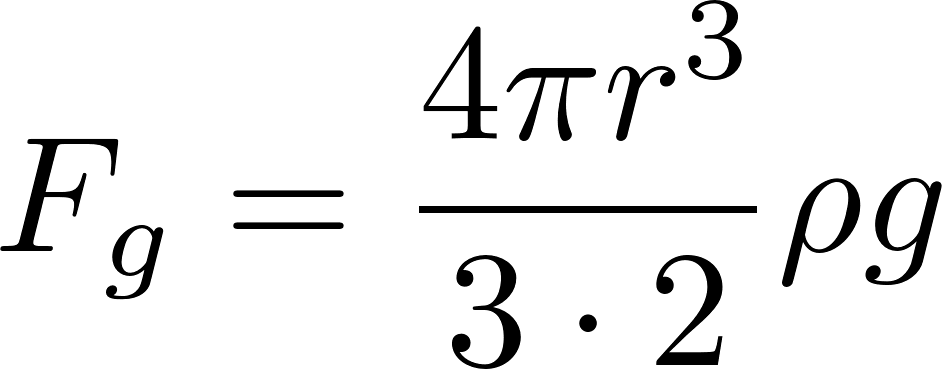 F_g = \frac{4\pi r^3}{3 \cdot 2} \rho g